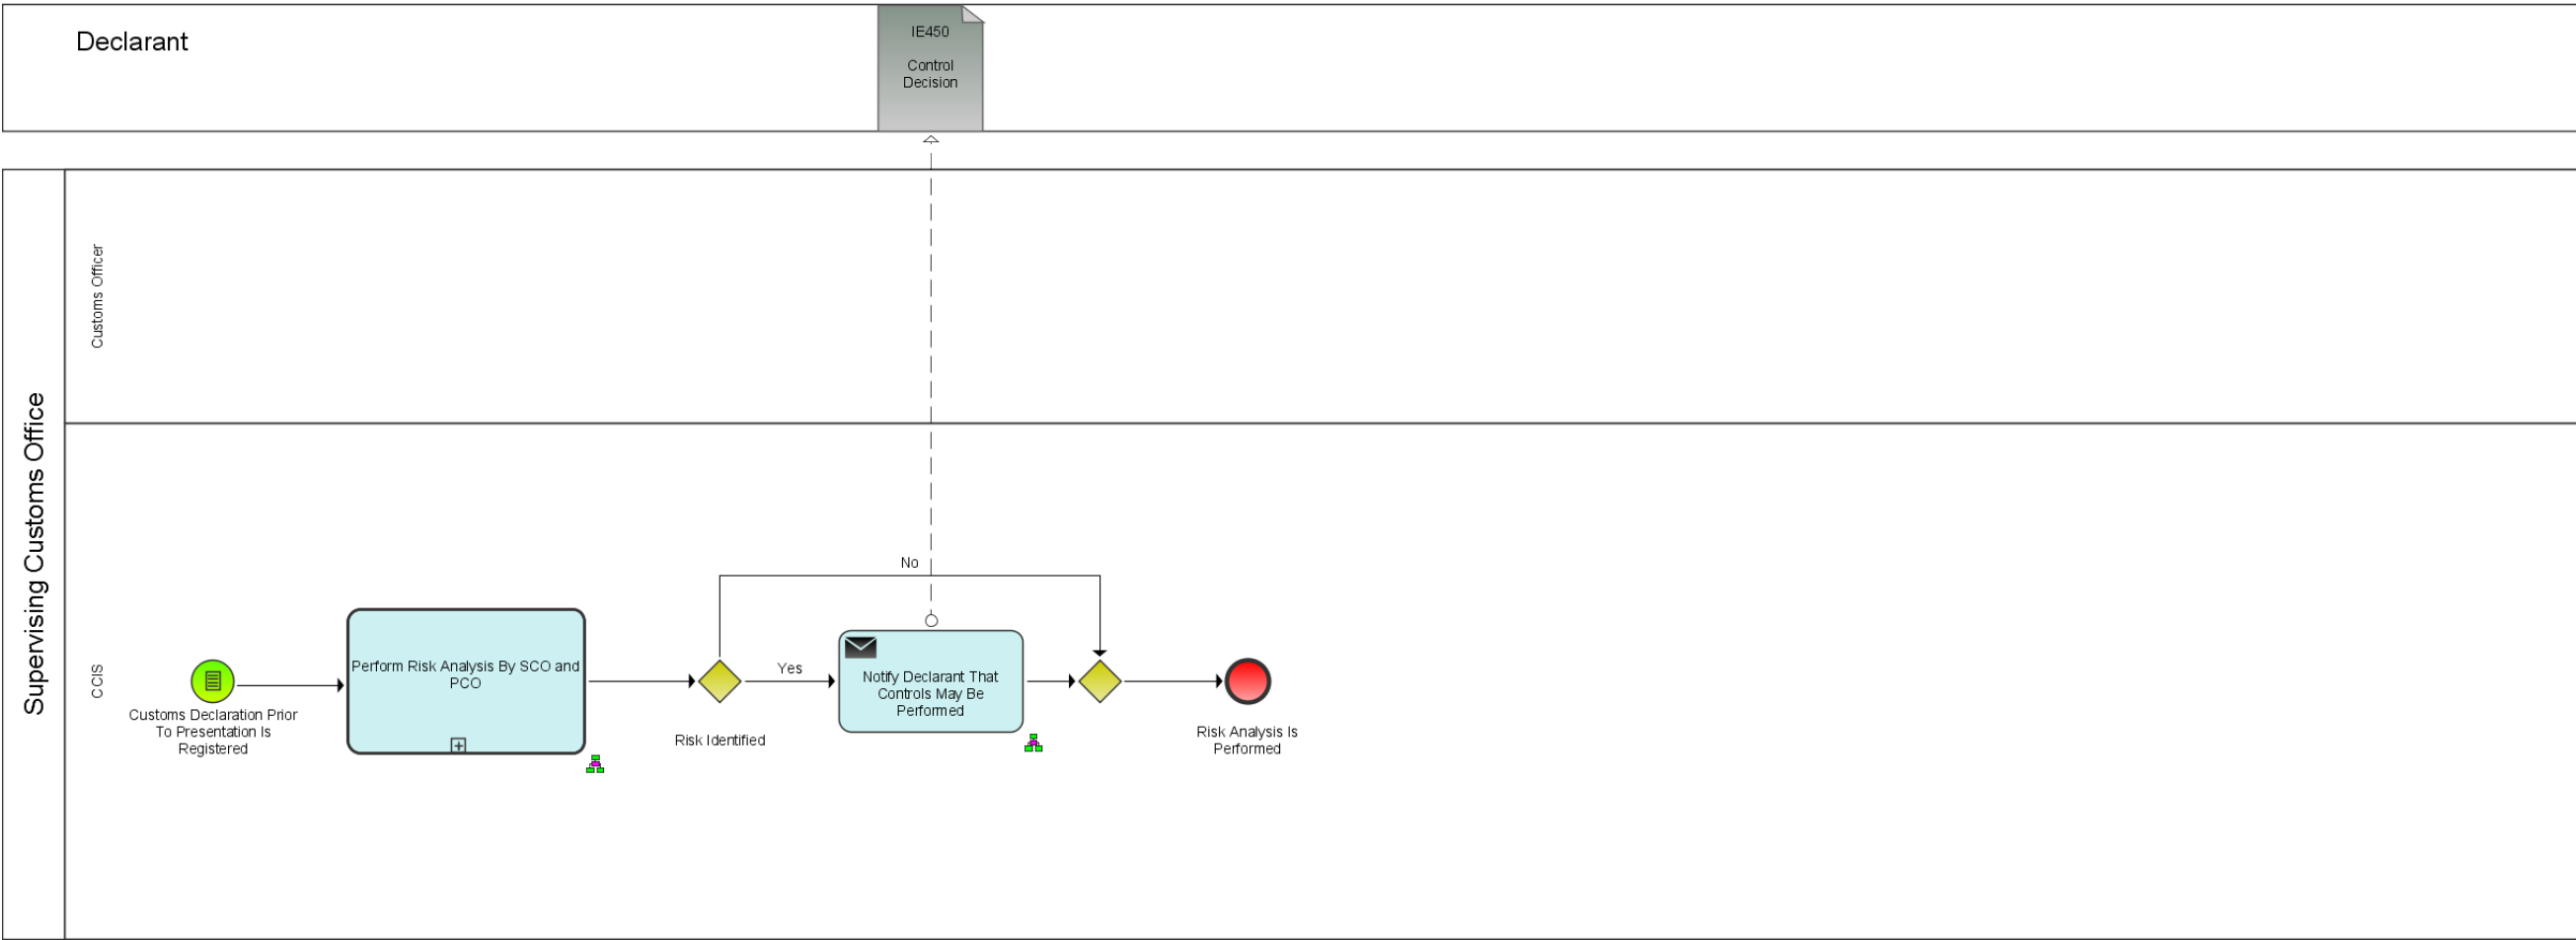 Declarant
IE450
Control
Decision
Supervising Customs Office
Customs Officer
CCIS
Customs Declaration Prior
To Presentation Is
Registered
Perform Risk Analysis By SCO and
PCO
Risk Identified
No
Yes
Notify Declarant That
Controls May Be
Performed
Risk Analysis Is
Performed